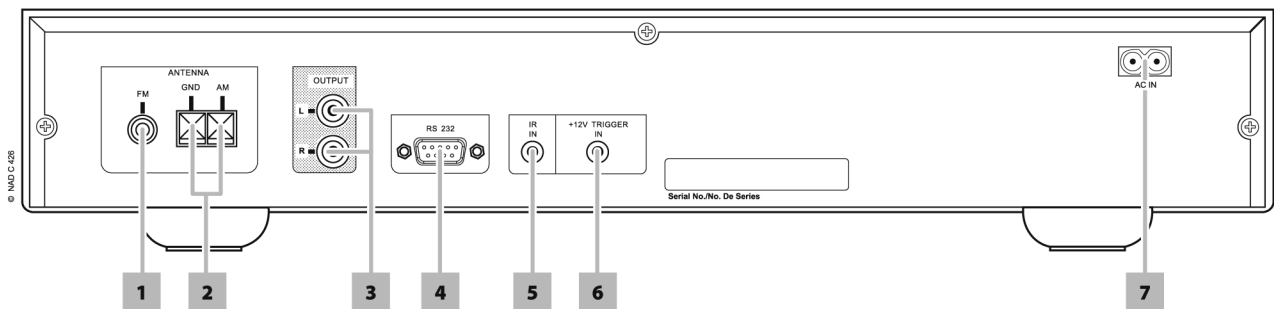 ANTENNA
FM
GND AM
OUTPUT
L
R
RS 232
IR
IN
+12V TRIGGER
IN
AC IN
Serial No./No. De Series
© NAD C 426
1 2 3 4 5 6 7